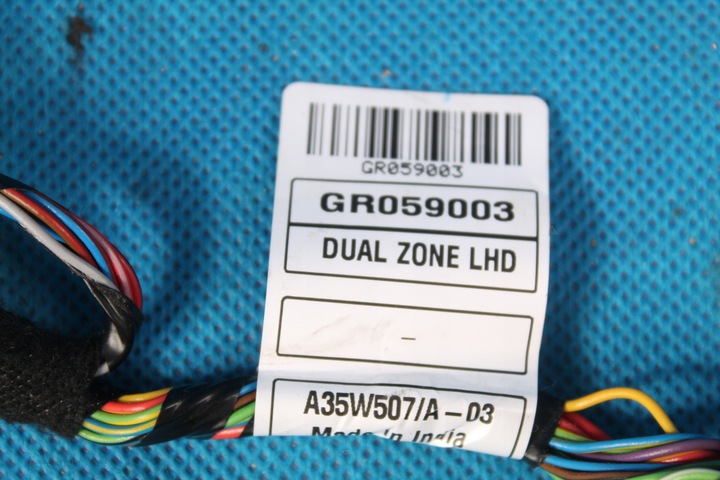 GR059003
GR059003
DUAL ZONE LHD
–
A35W507/A – 03
Made in India